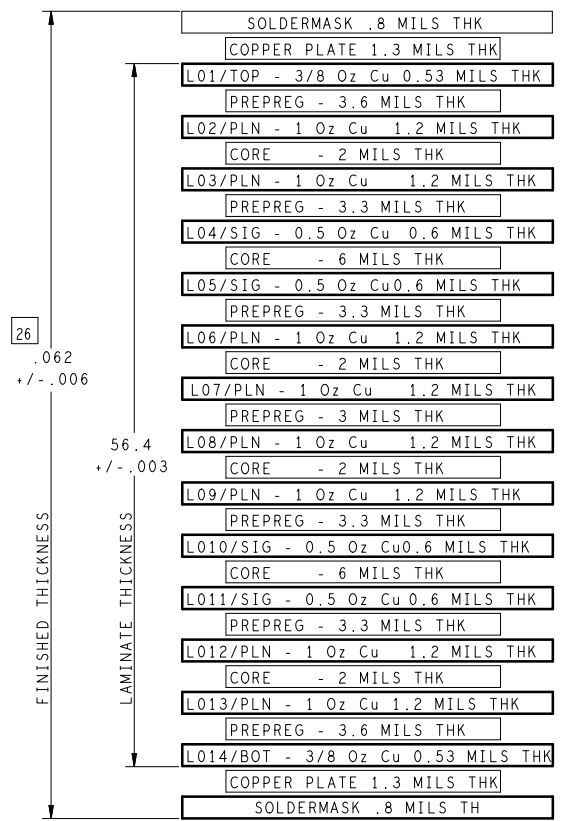 SOLDERMASK .8 MILS THK
COPPER PLATE 1.3 MILS THK
L01/TOP - 3/8 Oz Cu 0.53 MILS THK
PREPREG - 3.6 MILS THK
L02/PLN - 1 Oz Cu 1.2 MILS THK
CORE - 2 MILS THK
L03/PLN - 1 Oz Cu 1.2 MILS THK
PREPREG - 3.3 MILS THK
L04/SIG - 0.5 Oz Cu 0.6 MILS THK
CORE - 6 MILS THK
L05/SIG - 0.5 Oz Cu0.6 MILS THK
PREPREG - 3.3 MILS THK
L06/PLN - 1 Oz Cu 1.2 MILS THK
CORE - 2 MILS THK
L07/PLN - 1 Oz Cu 1.2 MILS THK
PREPREG - 3 MILS THK
L08/PLN - 1 Oz Cu 1.2 MILS THK
CORE - 2 MILS THK
L09/PLN - 1 Oz Cu 1.2 MILS THK
PREPREG - 3.3 MILS THK
L010/SIG - 0.5 Oz Cu0.6 MILS THK
CORE - 6 MILS THK
L011/SIG - 0.5 Oz Cu 0.6 MILS THK
PREPREG - 3.3 MILS THK
L012/PLN - 1 Oz Cu 1.2 MILS THK
CORE - 2 MILS THK
L013/PLN - 1 Oz Cu 1.2 MILS THK
PREPREG - 3.6 MILS THK
L014/BOT - 3/8 Oz Cu 0.53 MILS THK
COPPER PLATE 1.3 MILS THK
SOLDERMASK .8 MILS TH
26
.062
+/-.006
FINISHED THICKNESS
56.4
+/-.003
LAMINATE THICKNESS